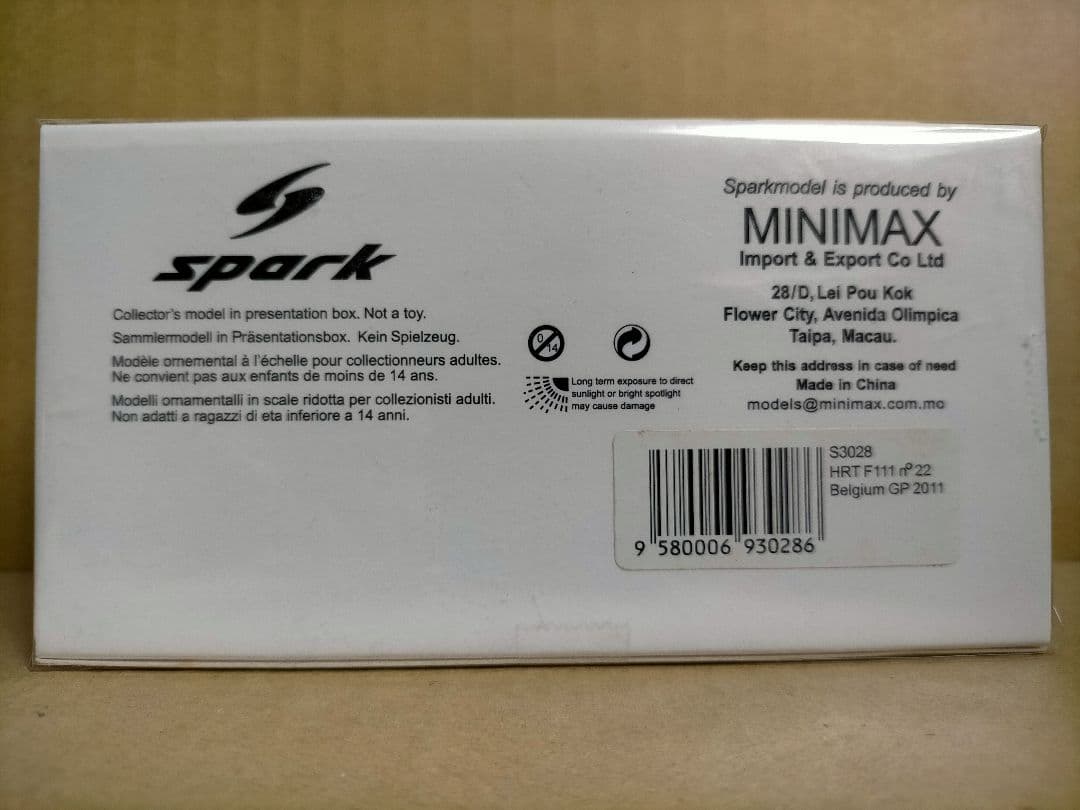 spark
Collector's model in presentation box. Not a toy.
Sammlermodell in Präsentationsbox. Kein Spielzeug.
Modèle ornemental à l'échelle pour collectionneurs adultes.
Ne convient pas aux enfants de moins de 14 ans.
Modelli ornamentalli in scale ridotta per collezionisti adulti.
Non adatti a ragazzi di eta inferiore a 14 anni.
0
14
Long term exposure to direct
sunlight or bright spotlight
may cause damage
Sparkmodel is produced by
MINIMAX
Import & Export Co Ltd
28/D, Lei Pou Kok
Flower City, Avenida Olimpica
Taipa, Macau.
Keep this address in case of need
Made in China
models@minimax.com.mo
S3028
HRT F111 nº 22
Belgium GP 2011
9 580006 930286